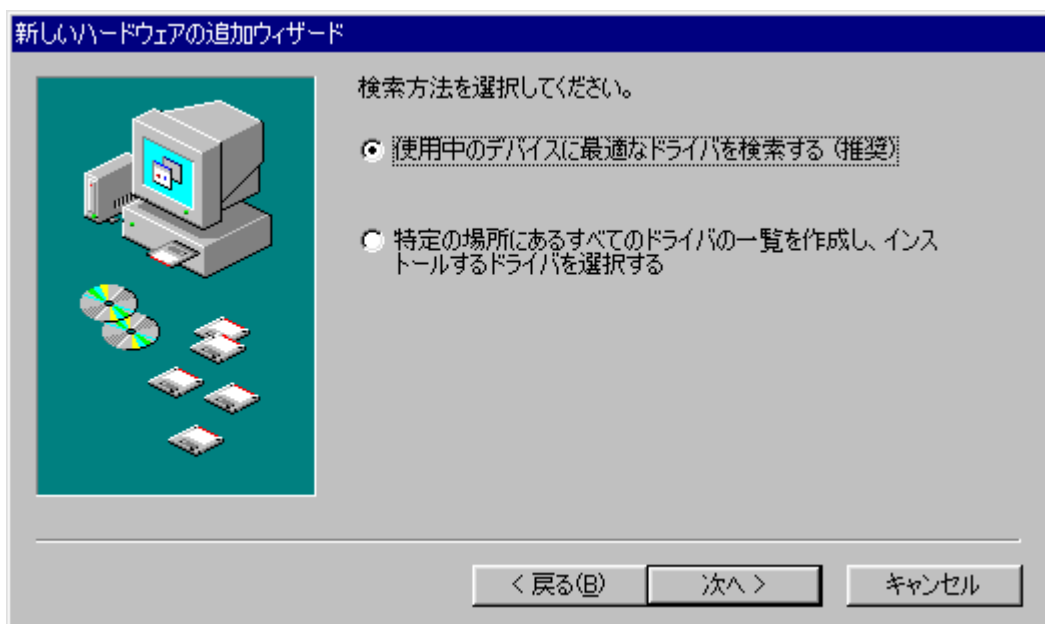 新しいハードウェアの追加ウィザード
検索方法を選択してください。
使用中のデバイスに最適なドライバを検索する (推奨)
特定の場所にあるすべてのドライバの一覧を作成し、インス
トールするドライバを選択する
< 戻る(B)
次へ >
キャンセル